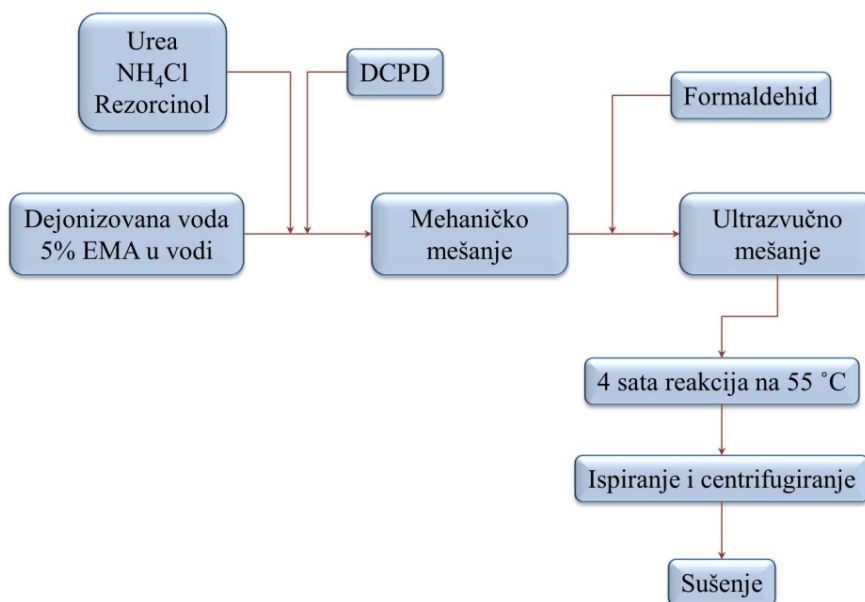 Urea
NH₄Cl
Rezorcinol
DCPD
Formaldehid
Dejonizovana voda
5% EMA u vodi
Mehaničko
mešanje
Ultrazvučno
mešanje
4 sata reakcija na 55 ˚C
Ispiranje i centrifugiranje
Sušenje